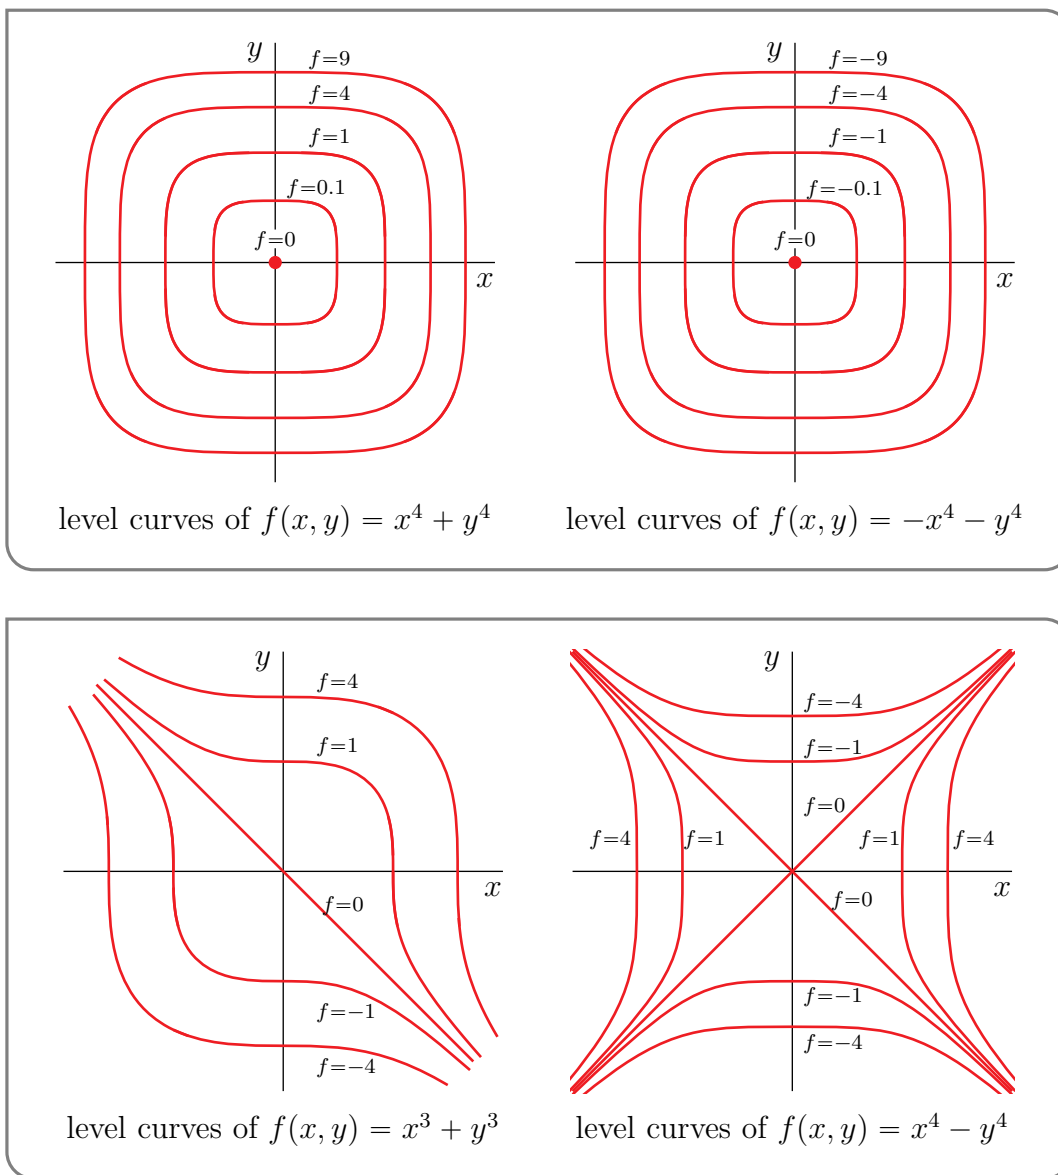 y
f=9
f=4
f=1
f=0.1
f=0
x
level curves of f(x, y) = x⁴ + y⁴
y
f=−9
f=−4
f=−1
f=−0.1
f=0
x
level curves of f(x, y) = −x⁴ − y⁴
y
f=4
f=1
x
f=0
f=−1
f=−4
level curves of f(x, y) = x³ + y³
y
f=−4
f=−1
f=0
f=4 f=1 f=1 f=4
x
f=0
f=−1
f=−4
level curves of f(x, y) = x⁴ − y⁴